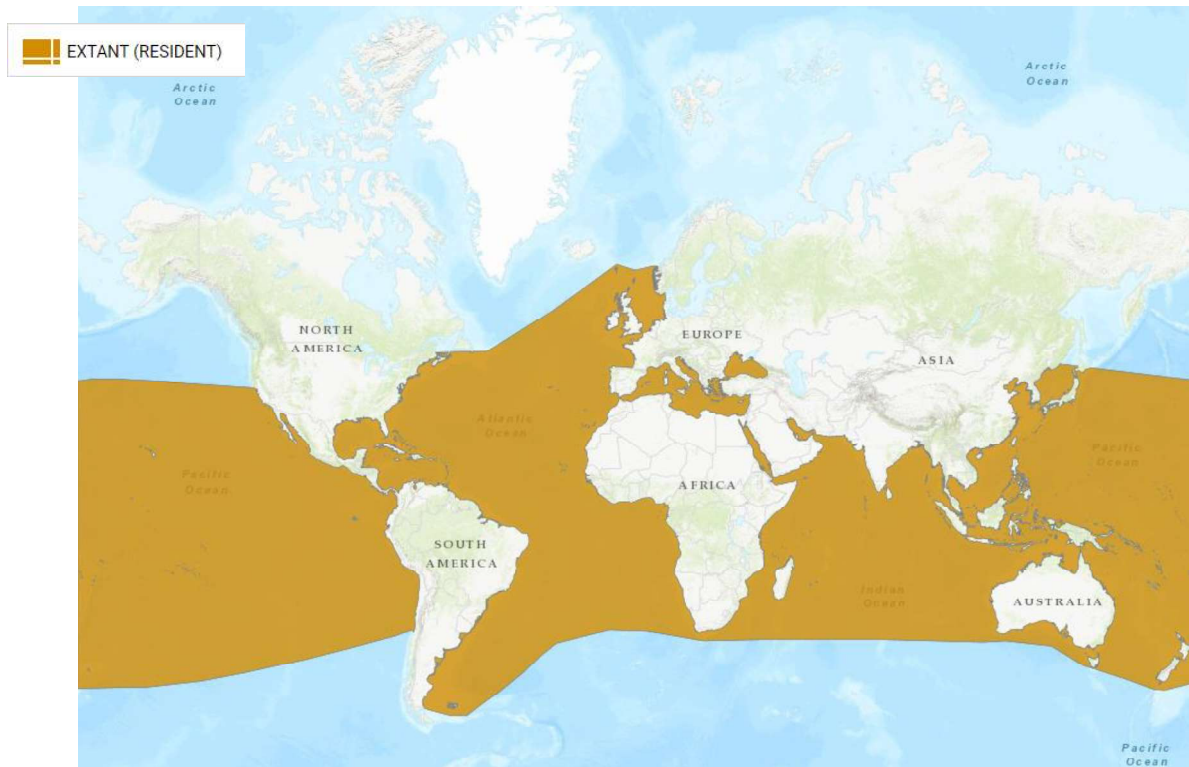 EXTANT (RESIDENT)
Arctic
Ocean
Arctic
Ocean
NORTH
AMERICA
EUROPE
ASIA
Atlantic
Ocean
Pacific
Ocean
Pacific
Ocean
AFRICA
SOUTH
AMERICA
Indian
Ocean
AUSTRALIA
Pacific
Ocean